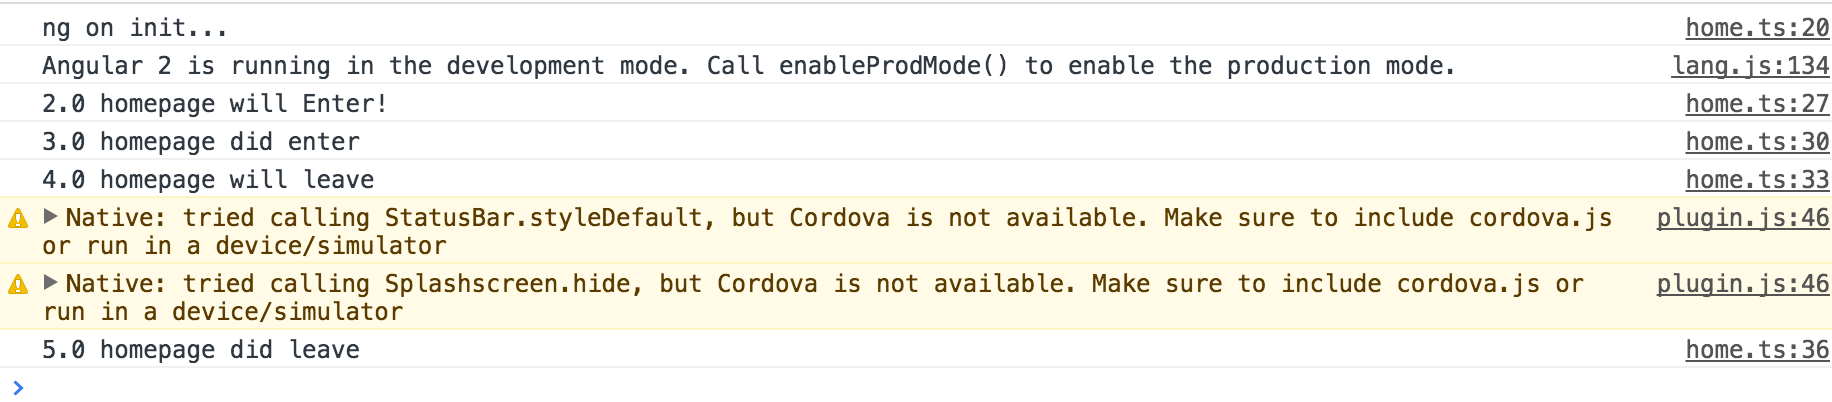 ng on init... home.ts:20
Angular 2 is running in the development mode. Call enableProdMode() to enable the production mode. lang.js:134
2.0 homepage will Enter! home.ts:27
3.0 homepage did enter home.ts:30
4.0 homepage will leave home.ts:33
Native: tried calling StatusBar.styleDefault, but Cordova is not available. Make sure to include cordova.js plugin.js:46
or run in a device/simulator
Native: tried calling Splashscreen.hide, but Cordova is not available. Make sure to include cordova.js or plugin.js:46
run in a device/simulator
5.0 homepage did leave home.ts:36